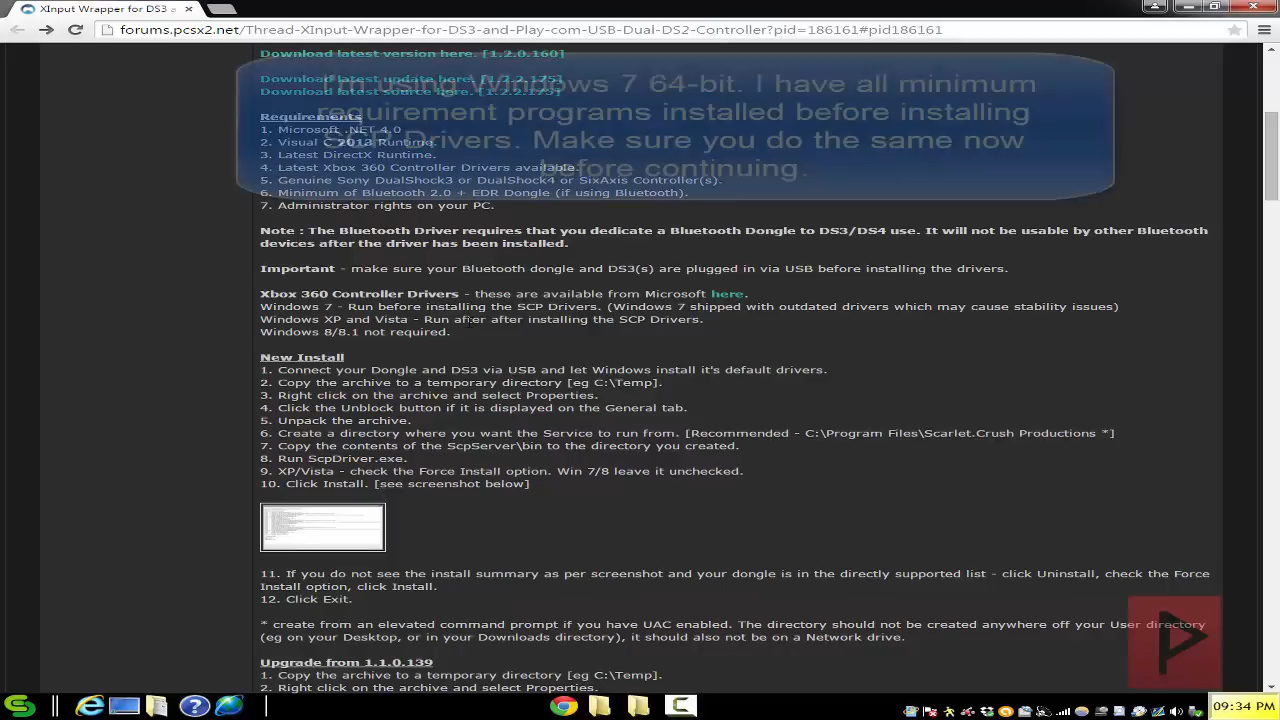 XInput Wrapper for DS3 a
forums.pcsx2.net/Thread-XInput-Wrapper-for-DS3-and-Play-com-USB-Dual-DS2-Controller?pid=186161#pid186161
Download latest version here. [1.2.0.160]
Download latest update here. [1.2.2.175]
Download latest source here. [1.2.2.175]
I'm using Windows 7 64-bit. I have all minimum
requirement programs installed before installing
SCP Drivers. Make sure you do the same now
before continuing.
Requirements
1. Microsoft .NET 4.0
2. Visual C 2013 Runtime.
3. Latest DirectX Runtime.
4. Latest Xbox 360 Controller Drivers available.
5. Genuine Sony DualShock3 or DualShock4 or SixAxis Controller(s).
6. Minimum of Bluetooth 2.0 + EDR Dongle (if using Bluetooth).
7. Administrator rights on your PC.
Note : The Bluetooth Driver requires that you dedicate a Bluetooth Dongle to DS3/DS4 use. It will not be usable by other Bluetooth
devices after the driver has been installed.
Important - make sure your Bluetooth dongle and DS3(s) are plugged in via USB before installing the drivers.
Xbox 360 Controller Drivers - these are available from Microsoft here.
Windows 7 - Run before installing the SCP Drivers. (Windows 7 shipped with outdated drivers which may cause stability issues)
Windows XP and Vista - Run after after installing the SCP Drivers.
Windows 8/8.1 not required.
New Install
1. Connect your Dongle and DS3 via USB and let Windows install it's default drivers.
2. Copy the archive to a temporary directory [eg C:\Temp].
3. Right click on the archive and select Properties.
4. Click the Unblock button if it is displayed on the General tab.
5. Unpack the archive.
6. Create a directory where you want the Service to run from. [Recommended - C:\Program Files\Scarlet.Crush Productions *]
7. Copy contents of the ScpServer\bin to the directory you created.
8. Run ScpDriver.exe.
9. XP/Vista - check the Force Install option. Win 7/8 leave it unchecked.
10. Click Install. [see screenshot below]
11. If you do not see the install summary as per screenshot and your dongle is in the directly supported list - click Uninstall, check the Force
Install option, click Install.
12. Click Exit.
* create from an elevated command prompt if you have UAC enabled. The directory should not be created anywhere off your User directory
(eg on your Desktop, or in your Downloads directory), it should also not be on a Network drive.
Upgrade from 1.1.0.139
1. Copy the archive to a temporary directory [eg C:\Temp].
2. Right click on the archive and select Properties.
09:34 PM